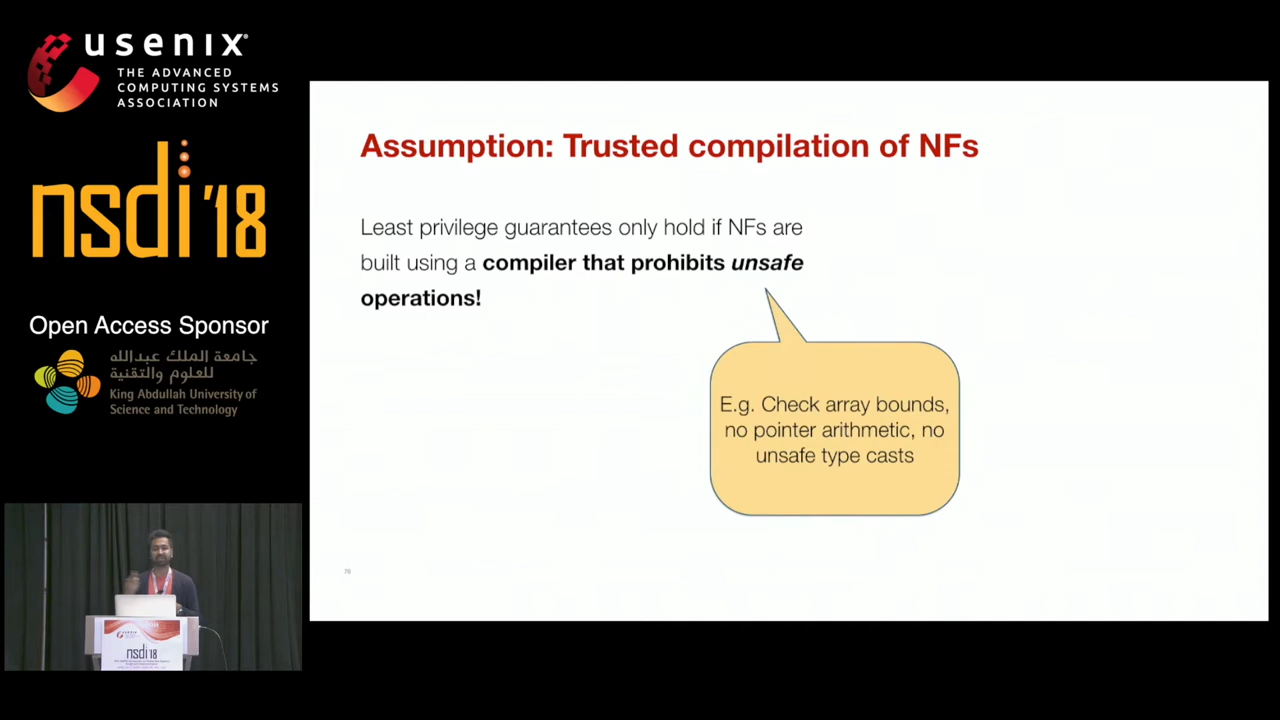 usenix
THE ADVANCED
COMPUTING SYSTEMS
ASSOCIATION
nsdi '18
Open Access Sponsor
جامعة الملك عبدالله
للعلوم والتقنية
King Abdullah University of
Science and Technology
Assumption: Trusted compilation of NFs
Least privilege guarantees only hold if NFs are
built using a compiler that prohibits unsafe
operations!
E.g. Check array bounds,
no pointer arithmetic, no
unsafe type casts
nsdi'18